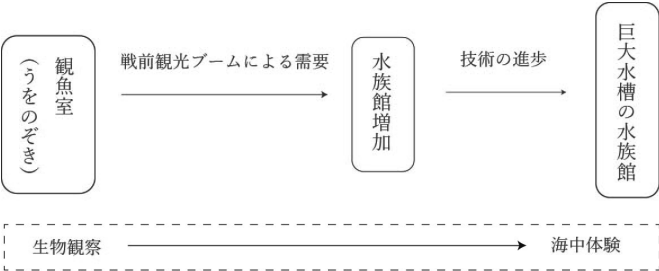 観魚室
(うをのぞき)
戦前観光ブームによる需要
水族館増加
技術の進歩
巨大水槽の水族館
生物観察
海中体験